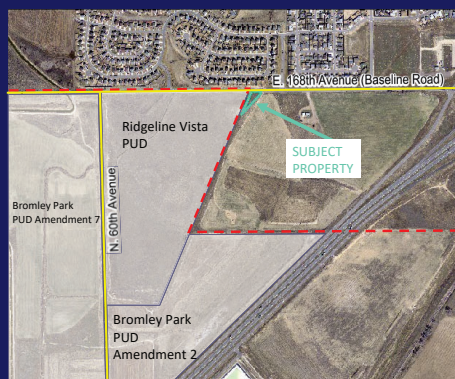 E. 168th Avenue (Baseline Road)
Ridgeline Vista
PUD
SUBJECT
PROPERTY
Bromley Park
PUD Amendment 7
N. 60th Avenue
Bromley Park
PUD
Amendment 2